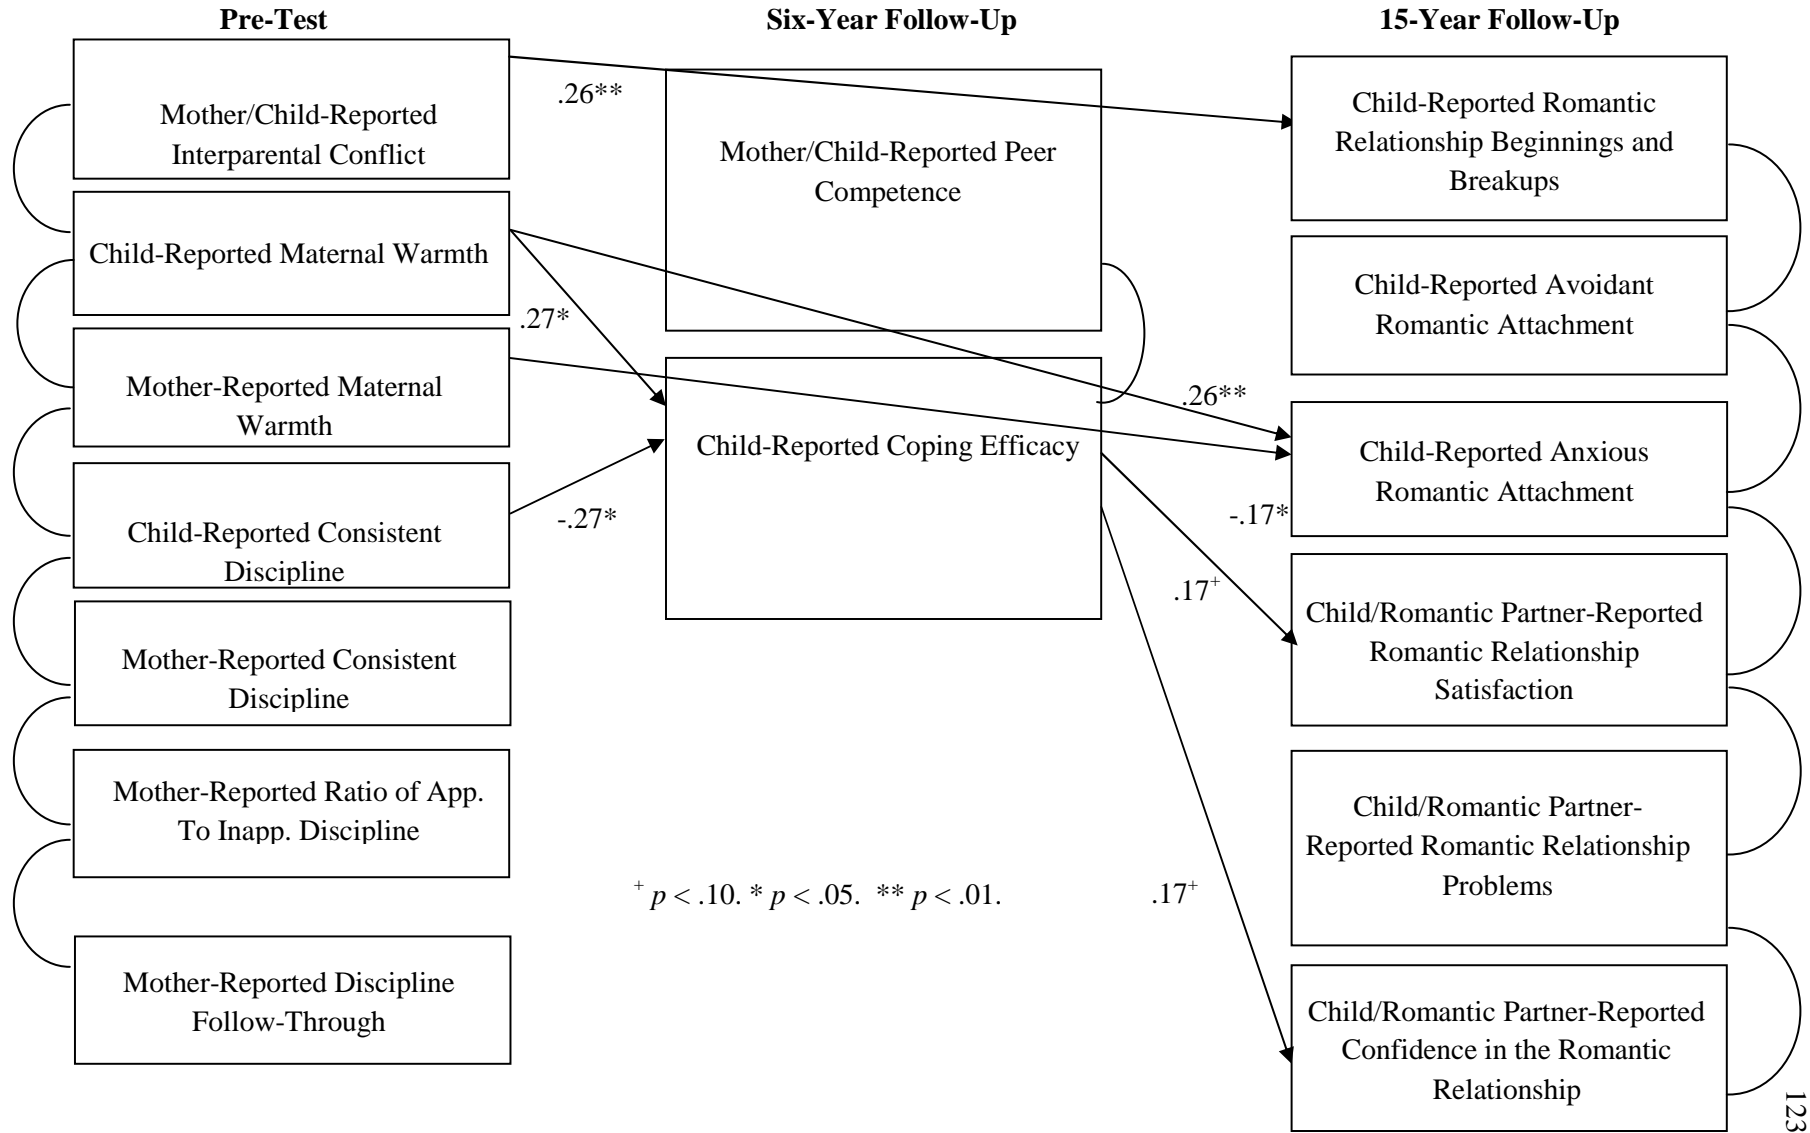 Pre-Test
Mother/Child-Reported
Interparental Conflict
Child-Reported Maternal Warmth
Mother-Reported Maternal
Warmth
Child-Reported Consistent
Discipline
Mother-Reported Consistent
Discipline
Mother-Reported Ratio of App.
To Inapp. Discipline
Mother-Reported Discipline
Follow-Through
.26**
.27*
-.27*
Six-Year Follow-Up
Mother/Child-Reported Peer
Competence
Child-Reported Coping Efficacy
+ p < .10. * p < .05. ** p < .01.
.26**
-.17*
.17+
.17+
15-Year Follow-Up
Child-Reported Romantic
Relationship Beginnings and
Breakups
Child-Reported Avoidant
Romantic Attachment
Child-Reported Anxious
Romantic Attachment
Child/Romantic Partner-Reported
Romantic Relationship
Satisfaction
Child/Romantic Partner-
Reported Romantic Relationship
Problems
Child/Romantic Partner-Reported
Confidence in the Romantic
Relationship
123